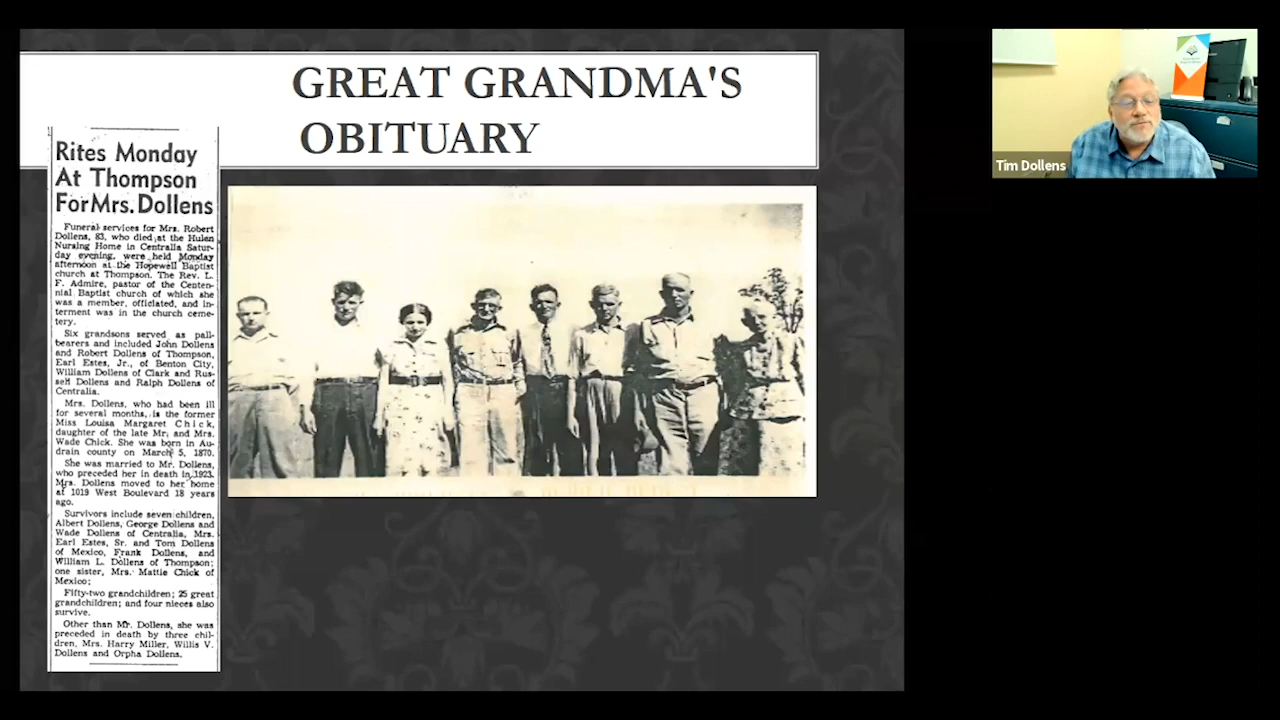 GREAT GRANDMA'S
OBITUARY
Rites Monday
At Thompson
For Mrs. Dollens
Funeral services for Mrs. Robert
Dollens, 83, who died at the Hulen
Nursing Home in Centralia Satur-
day evening, were held Monday
afternoon at the Hopewell Baptist
church at Thompson. The Rev. L.
F. Admire, pastor of the Centen-
nial Baptist church of which she
was a member, officiated, and in-
terment was in the church ceme-
tery.
Six grandsons served as pall-
bearers and included John Dollens
and Robert Dollens of Thompson,
Earl Estes, Jr., of Benton City,
William Dollens of Clark and Rus-
sell Dollens and Ralph Dollens of
Centralia.
Mrs. Dollens, who had been ill
for several months, is the former
Miss Louisa Margaret Chick,
daughter of the late Mr. and Mrs.
Wade Chick. She was born in Au-
drain county on March 5, 1870.
She was married to Mr. Dollens,
who preceded her in death in 1923.
Mrs. Dollens moved to her home
at 1019 West Boulevard 18 years
ago.
Survivors include seven children,
Albert Dollens, George Dollens and
Wade Dollens of Centralia, Mrs.
Earl Estes, Sr. and Tom Dollens
of Mexico, Frank Dollens, and
William L. Dollens of Thompson;
one sister, Mrs. Mattie Chick of
Mexico;
Fifty-two grandchildren; 25 great
grandchildren; and four nieces also
survive.
Other than Mr. Dollens, she was
preceded in death by three chil-
dren, Mrs. Harry Miller, Willis V.
Dollens and Orpha Dollens.
Tim Dollens